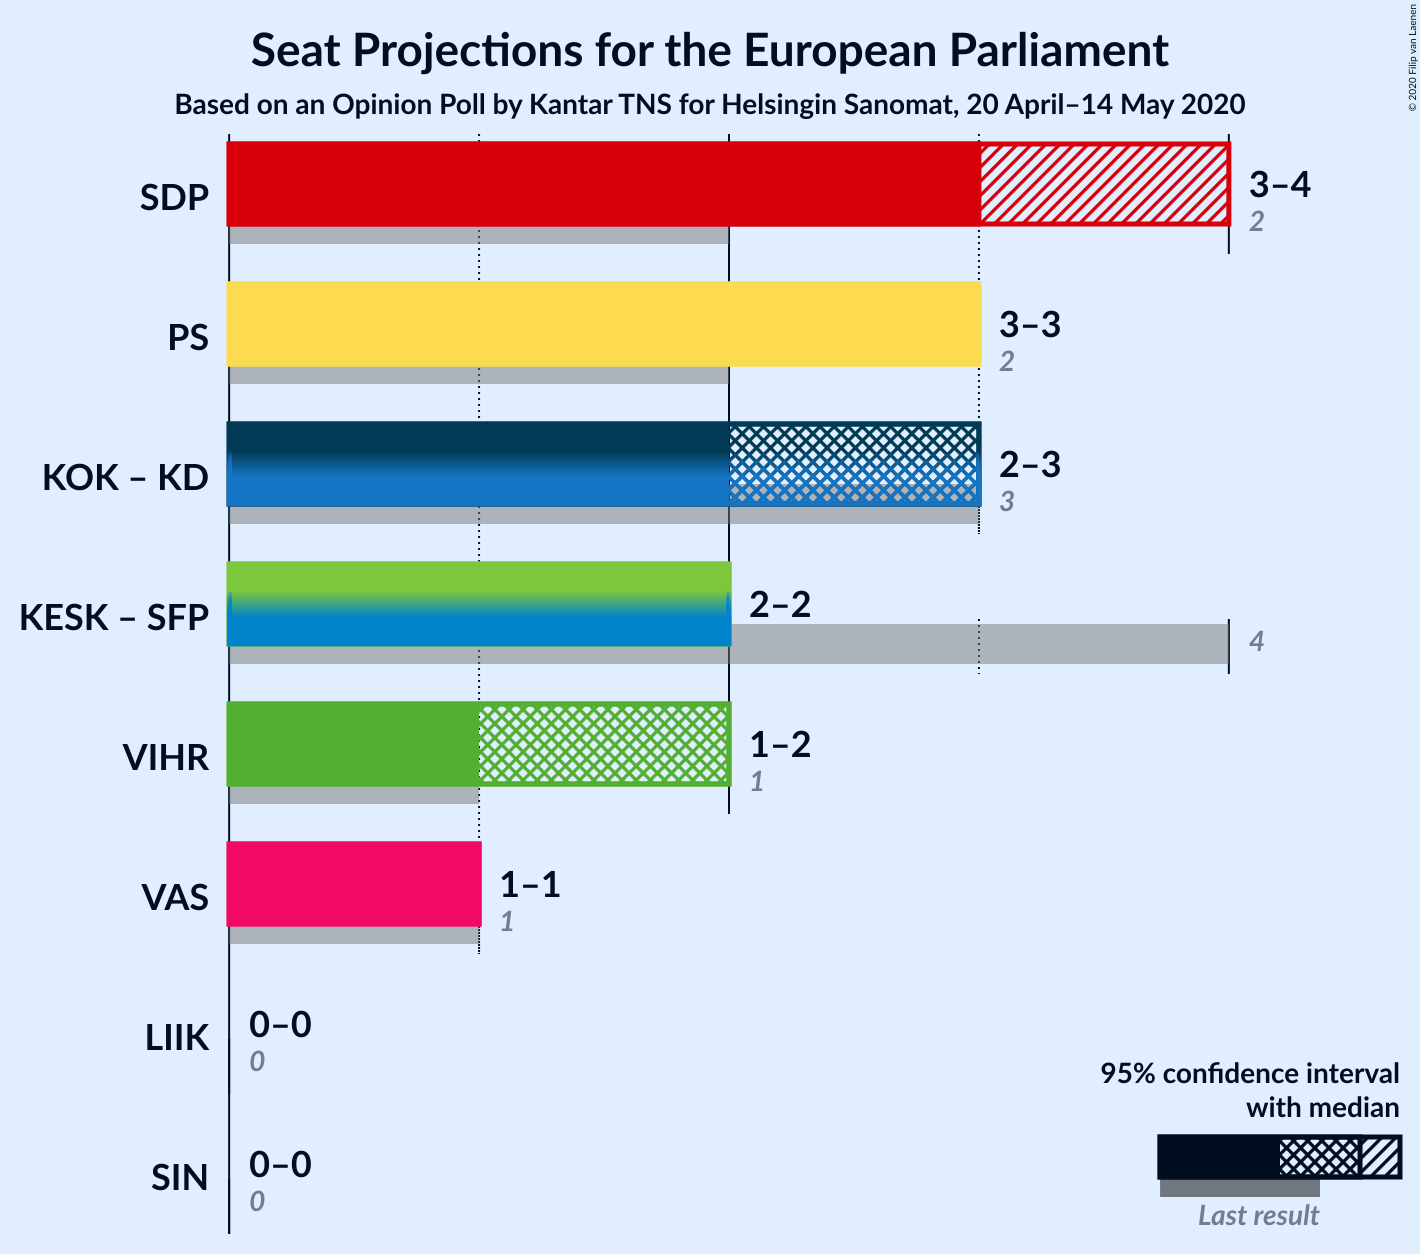 Seat Projections for the European Parliament
Based on an Opinion Poll by Kantar TNS for Helsingin Sanomat, 20 April–14 May 2020
© 2020 Filip van Laenen
SDP
3–4
2
PS
3–3
2
KOK – KD
2–3
3
KESK – SFP
2–2
4
VIHR
1–2
1
VAS
1–1
1
LIIK
0–0
0
SIN
0–0
0
95% confidence interval
with median
Last result